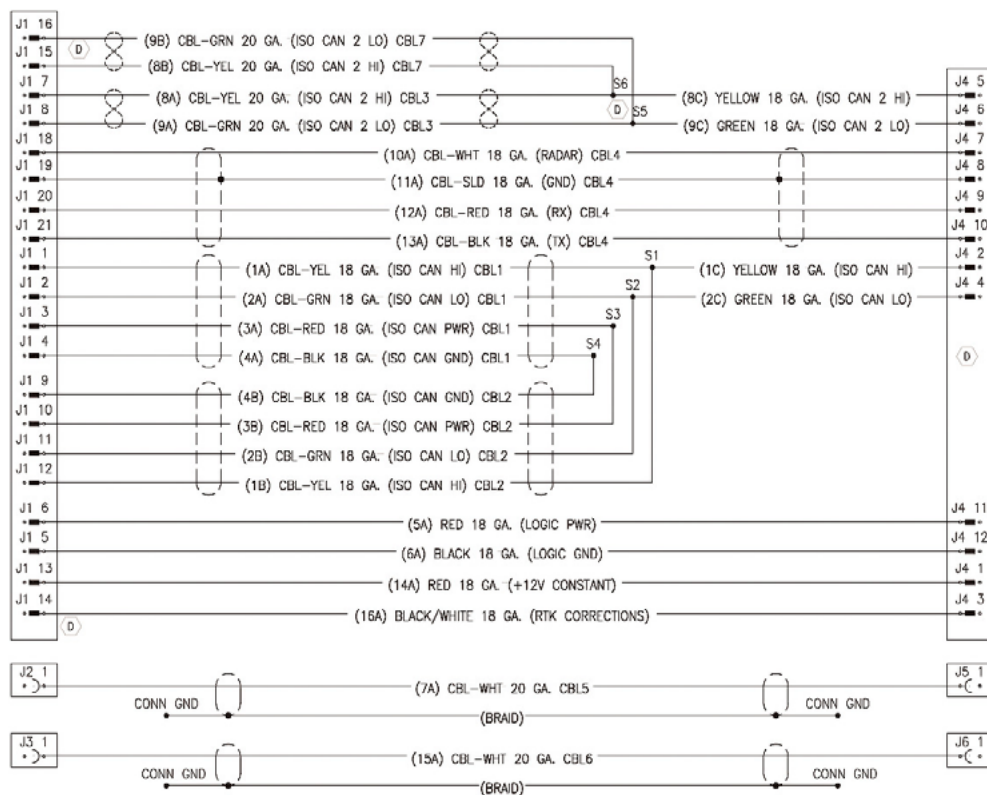 J1 16
(9B) CBL-GRN 20 GA. (ISO CAN 2 LO) CBL7
J1 15
D
(8B) CBL-YEL 20 GA. (ISO CAN 2 HI) CBL7
J1 7
S6
J4 5
(8A) CBL-YEL 20 GA. (ISO CAN 2 HI) CBL3
(8C) YELLOW 18 GA. (ISO CAN 2 HI)
J1 8
D
S5
J4 6
(9A) CBL-GRN 20 GA. (ISO CAN 2 LO) CBL3
(9C) GREEN 18 GA. (ISO CAN 2 LO)
J1 18
J4 7
(10A) CBL-WHT 18 GA. (RADAR) CBL4
J1 19
J4 8
(11A) CBL-SLD 18 GA. (GND) CBL4
J1 20
J4 9
(12A) CBL-RED 18 GA. (RX) CBL4
J1 21
J4 10
(13A) CBL-BLK 18 GA. (TX) CBL4
J1 1
S1
J4 2
(1A) CBL-YEL 18 GA. (ISO CAN HI) CBL1
(1C) YELLOW 18 GA. (ISO CAN HI)
J1 2
S2
J4 4
(2A) CBL-GRN 18 GA. (ISO CAN LO) CBL1
(2C) GREEN 18 GA. (ISO CAN LO)
J1 3
S3
(3A) CBL-RED 18 GA. (ISO CAN PWR) CBL1
J1 4
S4
(4A) CBL-BLK 18 GA. (ISO CAN GND) CBL1
D
J1 9
(4B) CBL-BLK 18 GA. (ISO CAN GND) CBL2
J1 10
(3B) CBL-RED 18 GA. (ISO CAN PWR) CBL2
J1 11
(2B) CBL-GRN 18 GA. (ISO CAN LO) CBL2
J1 12
(1B) CBL-YEL 18 GA. (ISO CAN HI) CBL2
J1 6
J4 11
(5A) RED 18 GA. (LOGIC PWR)
J1 5
J4 12
(6A) BLACK 18 GA. (LOGIC GND)
J1 13
J4 1
(14A) RED 18 GA. (+12V CONSTANT)
J1 14
J4 3
(16A) BLACK/WHITE 18 GA. (RTK CORRECTIONS)
D
J2 1
J5 1
(7A) CBL-WHT 20 GA. CBL5
CONN GND
CONN GND
(BRAID)
J3 1
J6 1
(15A) CBL-WHT 20 GA. CBL6
CONN GND
CONN GND
(BRAID)